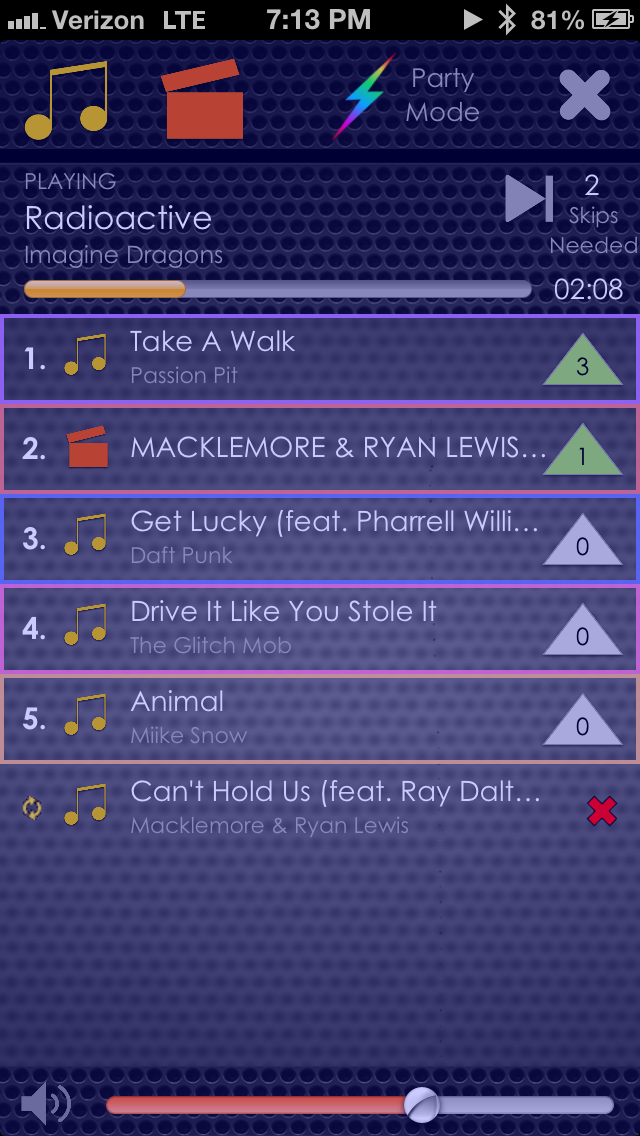 Verizon LTE 7:13 PM 81%
Party
Mode
PLAYING
Radioactive
Imagine Dragons
2
Skips
Needed
02:08
1. Take A Walk
Passion Pit
3
2. MACKLEMORE & RYAN LEWIS...
1
3. Get Lucky (feat. Pharrell Willi...
Daft Punk
0
4. Drive It Like You Stole It
The Glitch Mob
0
5. Animal
Miike Snow
0
Can't Hold Us (feat. Ray Dalt...
Macklemore & Ryan Lewis